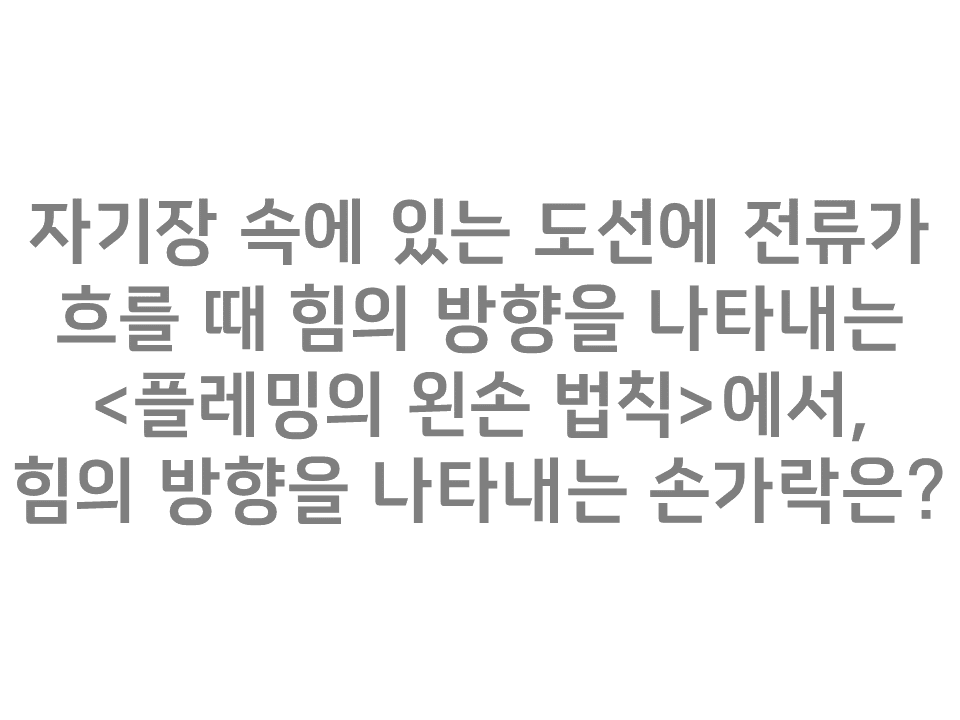 자기장 속에 있는 도선에 전류가
흐를 때 힘의 방향을 나타내는
<플레밍의 왼손 법칙>에서,
힘의 방향을 나타내는 손가락은?